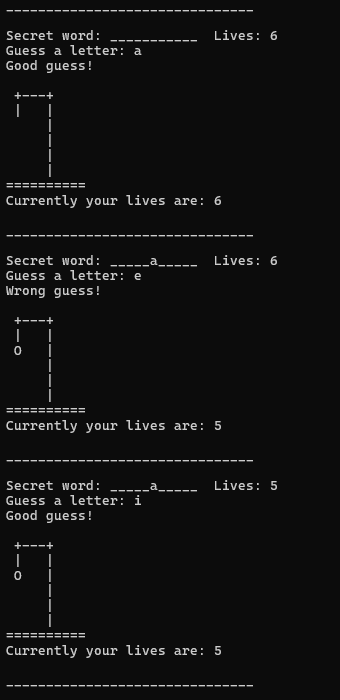 -------------------------------
Secret word: ___________  Lives: 6
Guess a letter: a
Good guess!
 +---+
 |   |
     |
     |
     |
     |
==========
Currently your lives are: 6
-------------------------------
Secret word: _____a_____  Lives: 6
Guess a letter: e
Wrong guess!
 +---+
 |   |
 O   |
     |
     |
     |
==========
Currently your lives are: 5
-------------------------------
Secret word: _____a_____  Lives: 5
Guess a letter: i
Good guess!
 +---+
 |   |
 O   |
     |
     |
     |
==========
Currently your lives are: 5
-------------------------------